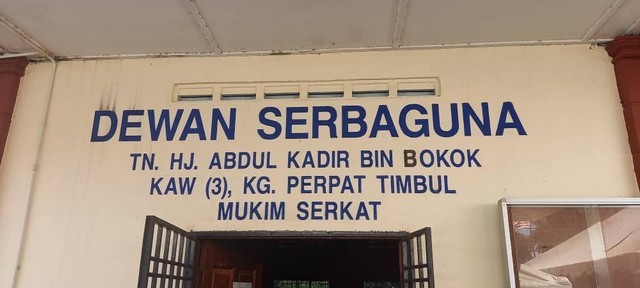 DEWAN SERBAGUNA
TN. HJ. ABDUL KADIR BIN BOKOK
KAW (3), KG. PERPAT TIMBUL
MUKIM SERKAT